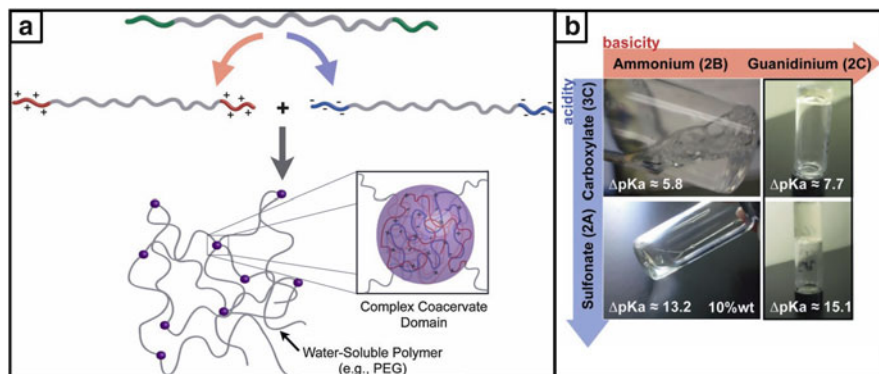 a
+ + + +
+ + + +
+
- - - -
- - - -
Complex Coacervate
Domain
Water-Soluble Polymer
(e.g., PEG)
b
basicity
Ammonium (2B) Guanidinium (2C)
acidity
Carboxylate (3C)
ΔpKa ≈ 5.8
ΔpKa ≈ 7.7
Sulfonate (2A)
ΔpKa ≈ 13.2 10%wt
ΔpKa ≈ 15.1